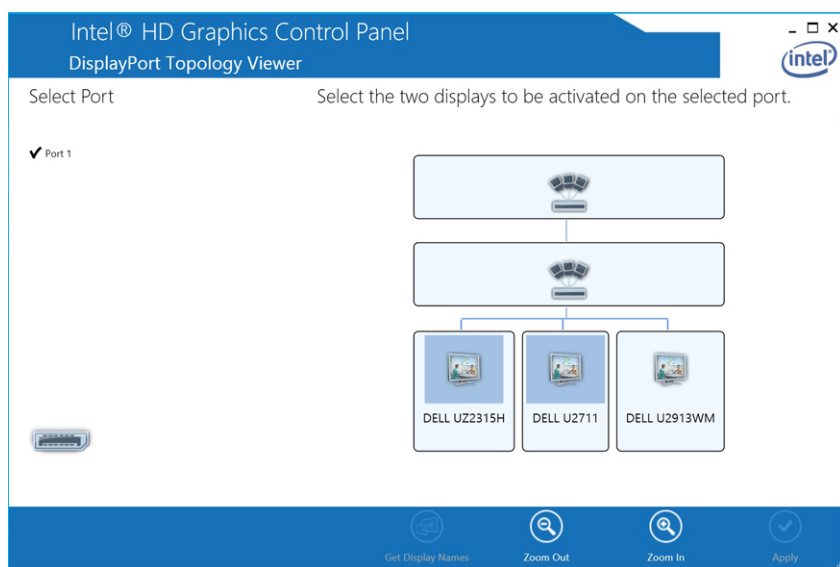 Intel® HD Graphics Control Panel
DisplayPort Topology Viewer
intel®
Select Port
Select the two displays to be activated on the selected port.
✔ Port 1
DELL UZ2315H
DELL U2711
DELL U2913WM
Get Display Names
Zoom Out
Zoom In
Apply